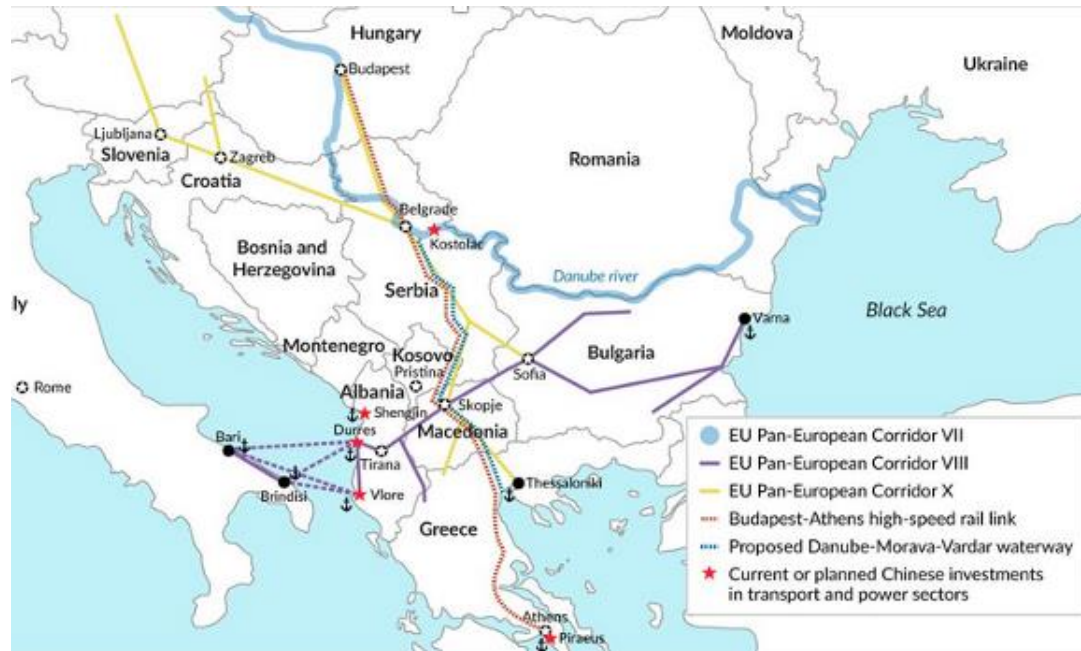 Hungary
Moldova
Ukraine
Budapest
Ljubljana
Slovenia
Zagreb
Croatia
Romania
Belgrade
Kostolac
Bosnia and
Herzegovina
Danube river
Serbia
ly
Black Sea
Varna
Montenegro
Kosovo
Pristina
Bulgaria
Sofia
Rome
Albania
Shengjin
Skopje
Durres
Macedonia
Bari
Tirana
Brindisi
Vlore
Thessaloniki
Greece
Athens
Piraeus
EU Pan-European Corridor VII
EU Pan-European Corridor VIII
EU Pan-European Corridor X
Budapest-Athens high-speed rail link
Proposed Danube-Morava-Vardar waterway
Current or planned Chinese investments
in transport and power sectors